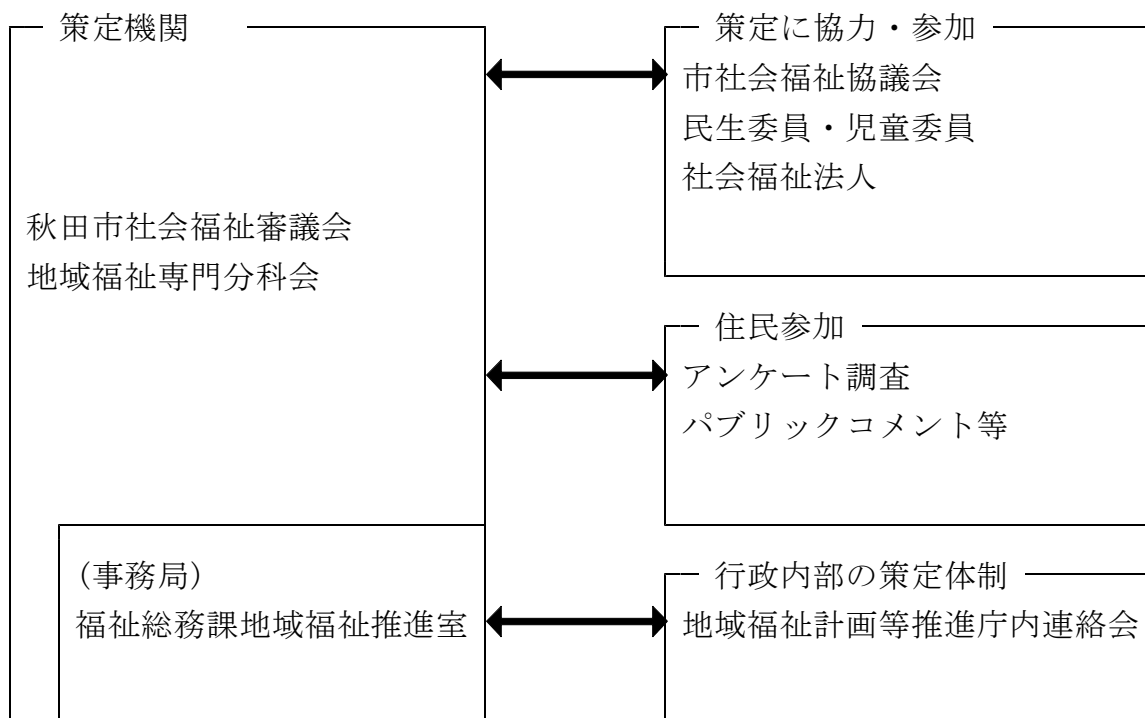 策定機関
秋田市社会福祉審議会
地域福祉専門分科会
(事務局)
福祉総務課地域福祉推進室
策定に協力・参加
市社会福祉協議会
民生委員・児童委員
社会福祉法人
住民参加
アンケート調査
パブリックコメント等
行政内部の策定体制
地域福祉計画等推進庁内連絡会